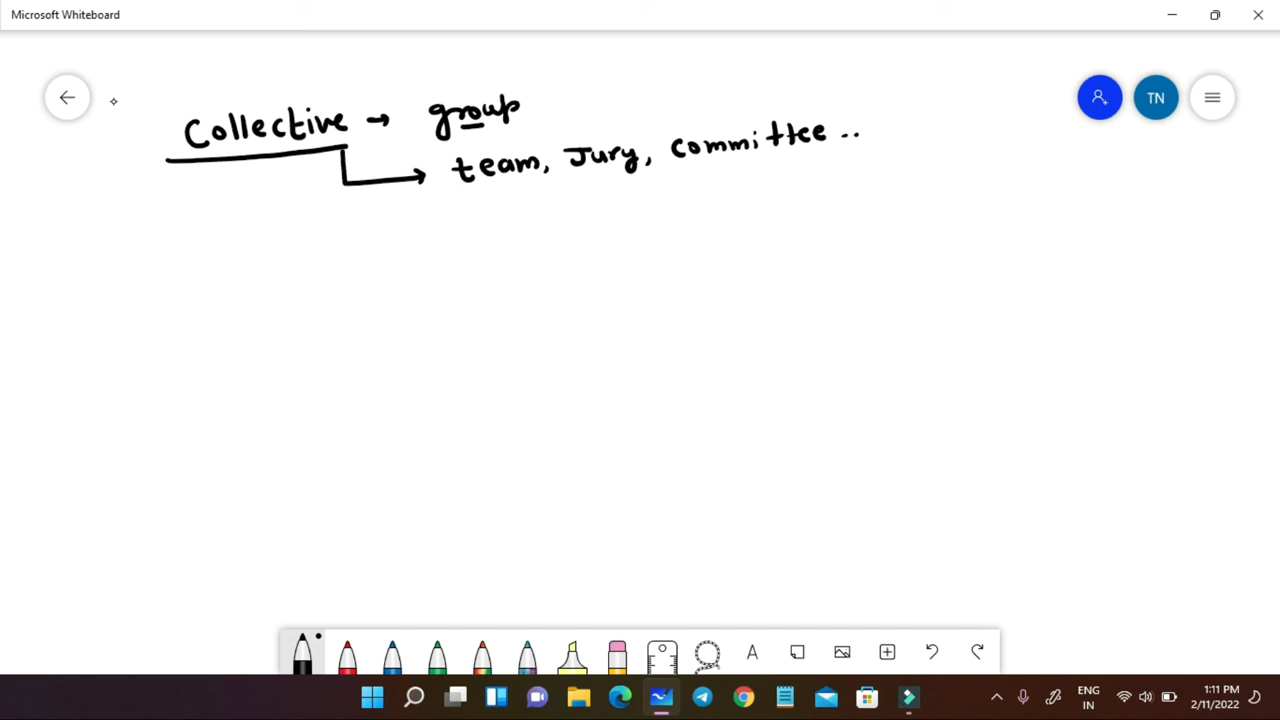 Microsoft Whiteboard
TN
Collective → group
team, Jury, committee ..
A
ENG
IN
1:11 PM
2/11/2022